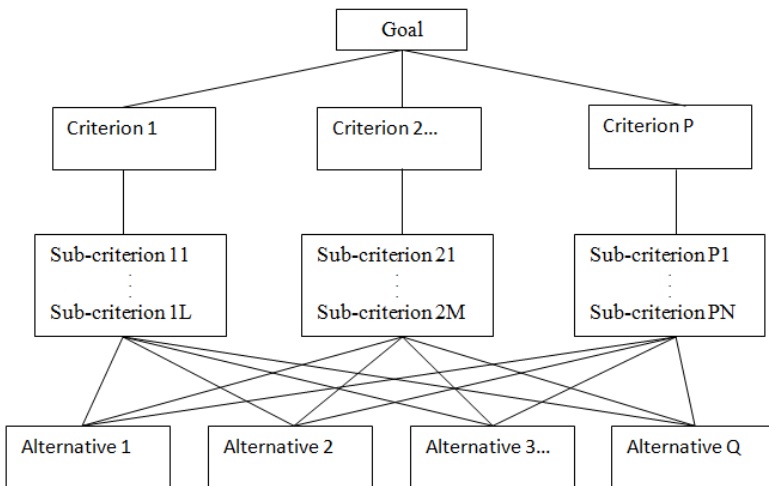 Goal
Criterion 1
Criterion 2...
Criterion P
Sub-criterion 11
Sub-criterion 1L
Sub-criterion 21
Sub-criterion 2M
Sub-criterion P1
Sub-criterion PN
Alternative 1
Alternative 2
Alternative 3...
Alternative Q